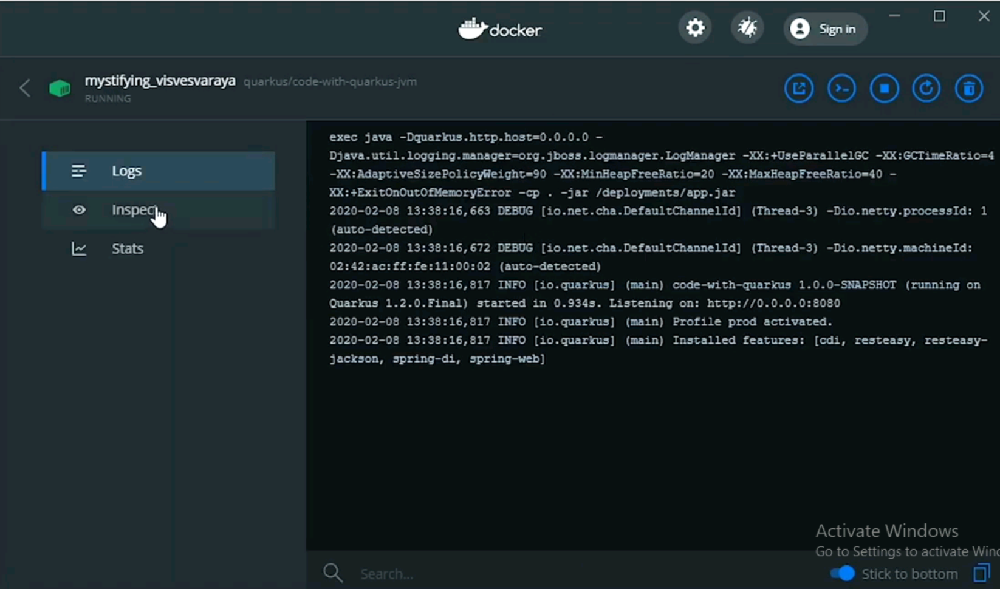 docker
Sign in
mystifying_visvesvaraya quarkus/code-with-quarkus-jvm
RUNNING
Logs
Inspect
Stats
exec java -Dquarkus.http.host=0.0.0.0 -
Djava.util.logging.manager=org.jboss.logmanager.LogManager -XX:+UseParallelGC -XX:GCTimeRatio=4
-XX:AdaptiveSizePolicyWeight=90 -XX:MinHeapFreeRatio=20 -XX:MaxHeapFreeRatio=40 -
XX:+ExitOnOutOfMemoryError -cp . -jar /deployments/app.jar
2020-02-08 13:38:16,663 DEBUG [io.net.cha.DefaultChannelId] (Thread-3) -Dio.netty.processId: 1
(auto-detected)
2020-02-08 13:38:16,672 DEBUG [io.net.cha.DefaultChannelId] (Thread-3) -Dio.netty.machineId:
02:42:ac:ff:fe:11:00:02 (auto-detected)
2020-02-08 13:38:16,817 INFO [io.quarkus] (main) code-with-quarkus 1.0.0-SNAPSHOT (running on
Quarkus 1.2.0.Final) started in 0.934s. Listening on: http://0.0.0.0:8080
2020-02-08 13:38:16,817 INFO [io.quarkus] (main) Profile prod activated.
2020-02-08 13:38:16,817 INFO [io.quarkus] (main) Installed features: [cdi, resteasy, resteasy-
jackson, spring-di, spring-web]
Activate Windows
Go to Settings to activate Wind
Search...
Stick to bottom